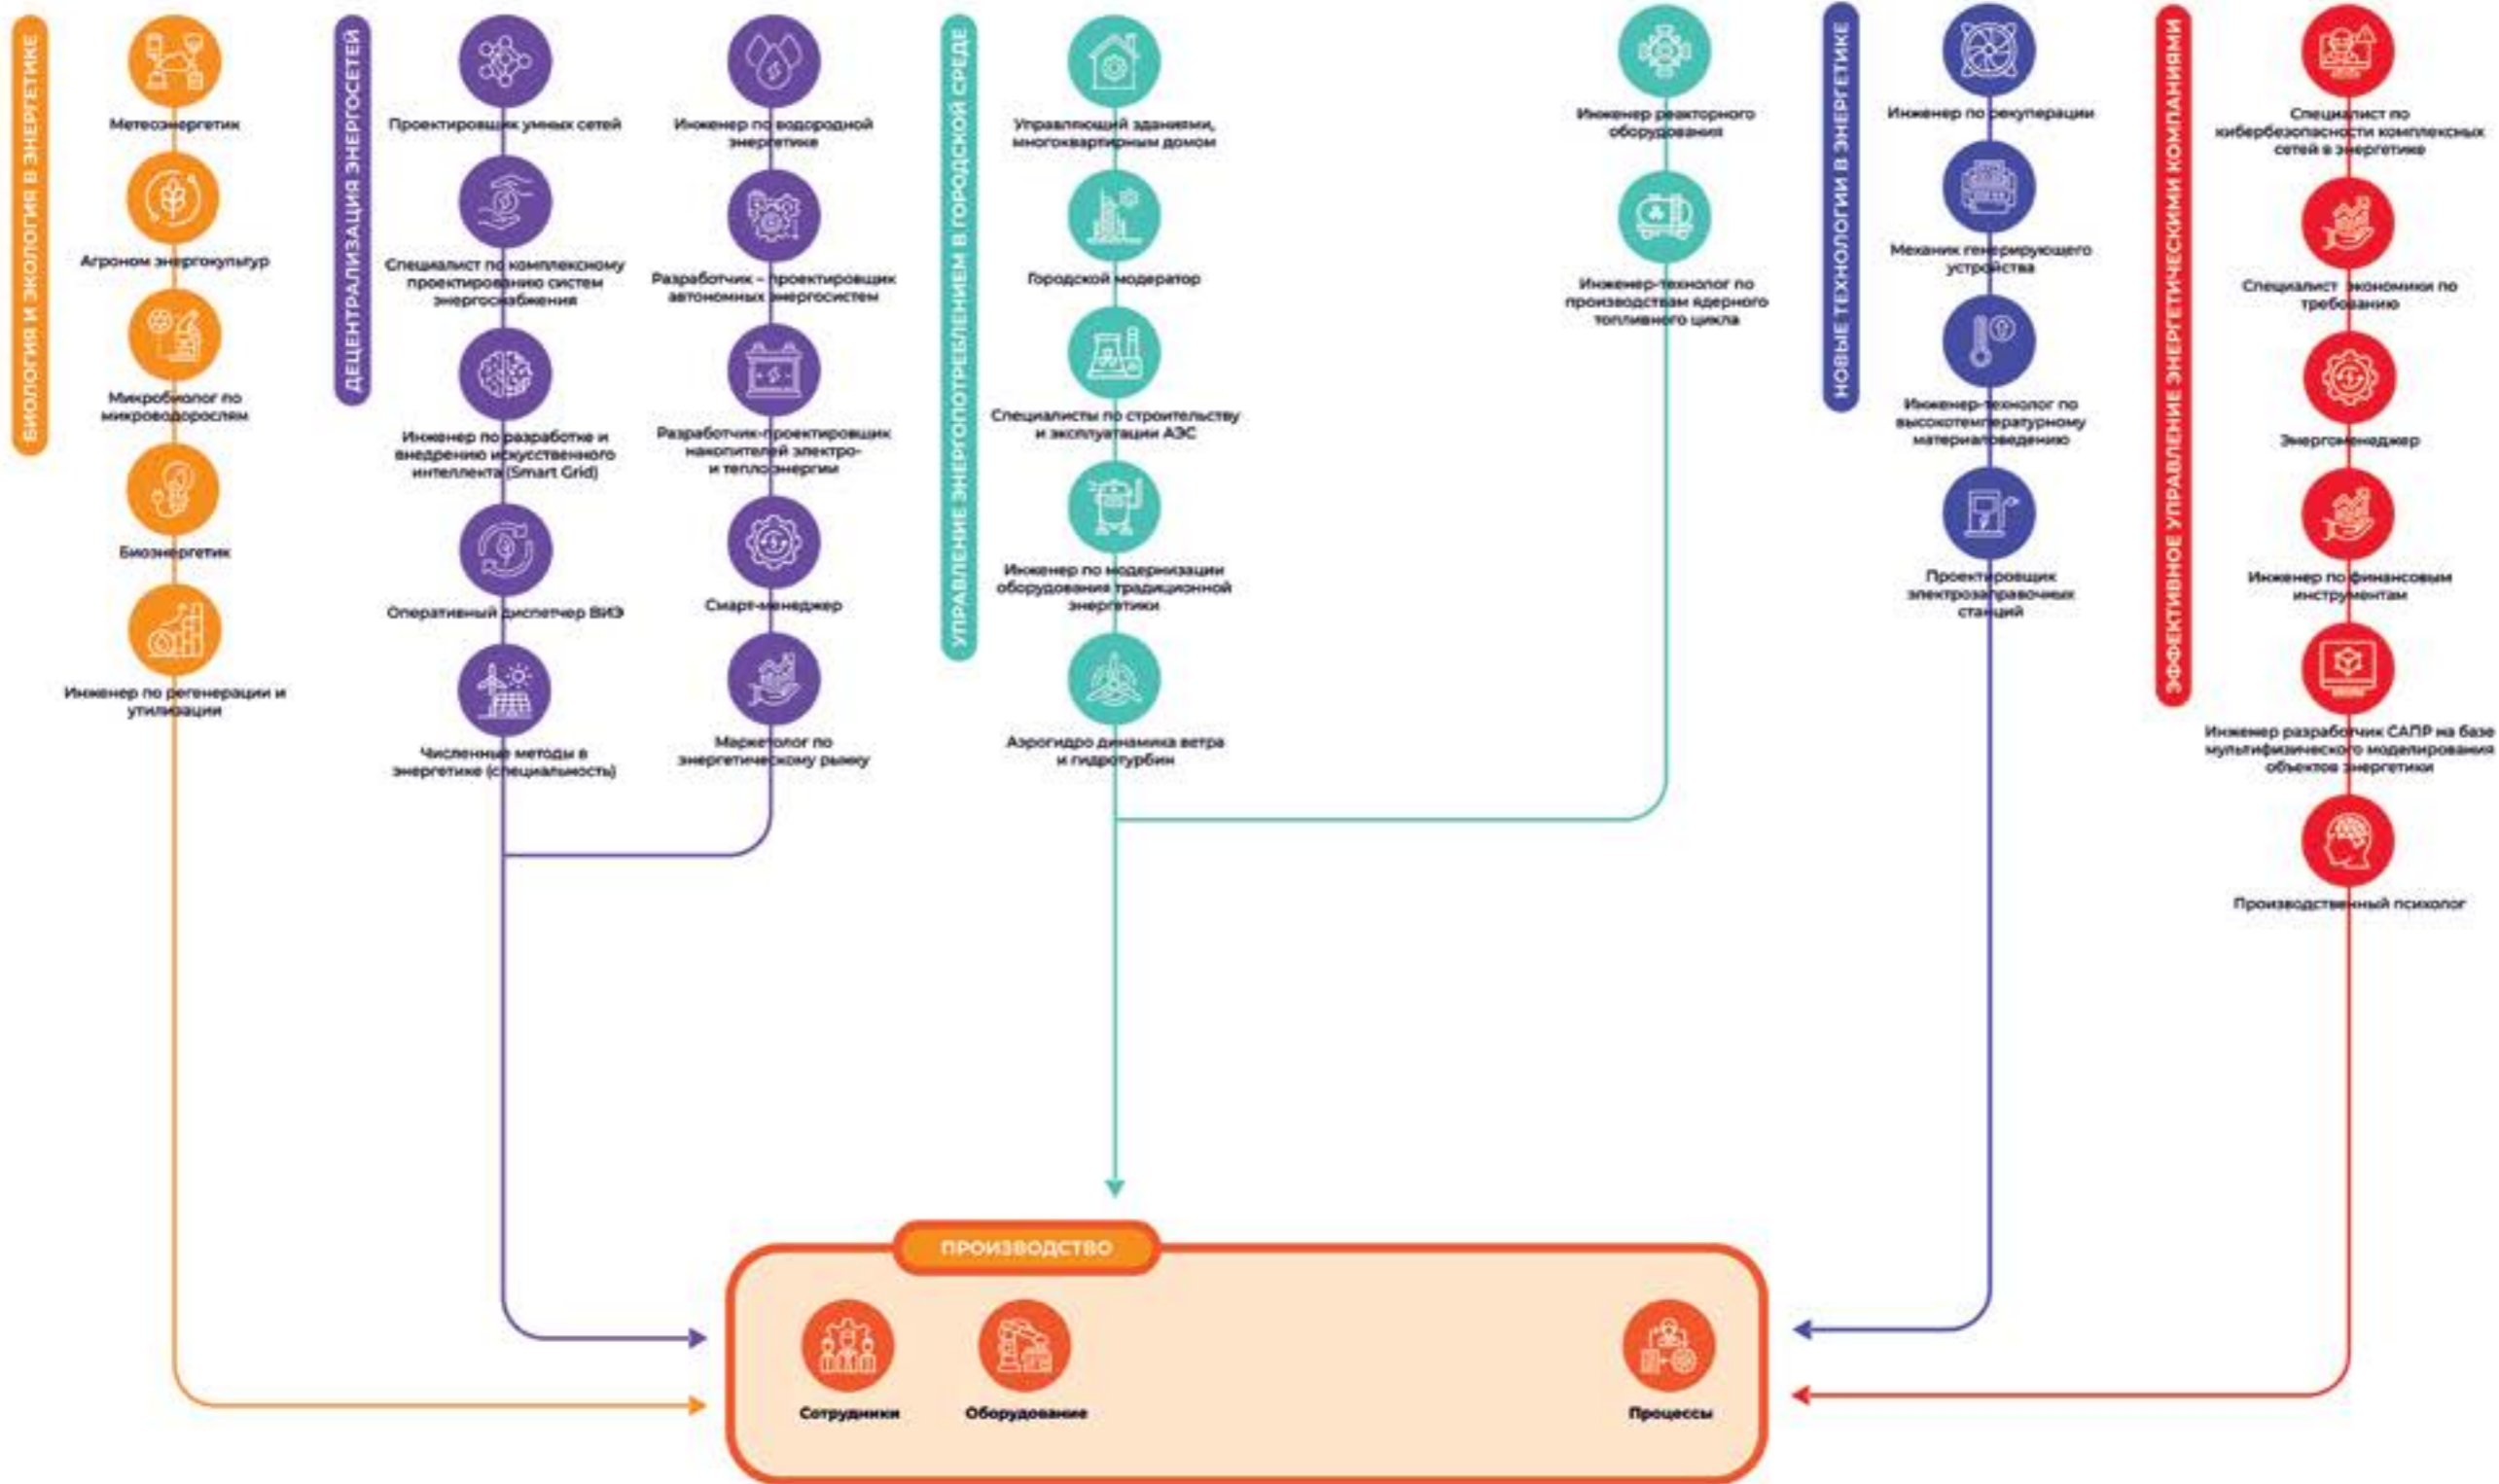 БИОЛОГИЯ И ЭКОЛОГИЯ В ЭНЕРГЕТИКЕ
Метеоэнергетик
Агроном энергокультур
Микробиолог по
микроводорослям
Биоэнергетик
Инженер по регенерации и
утилизации
ДЕЦЕНТРАЛИЗАЦИЯ ЭНЕРГОСЕТЕЙ
Проектировщик умных сетей
Специалист по комплексному
проектированию систем
энергоснабжения
Инженер по разработке и
внедрению искусственного
интеллекта (Smart Grid)
Оперативный диспетчер ВИЭ
Численные методы в
энергетике (специальность)
Инженер по водородной
энергетике
Разработчик – проектировщик
автономных энергосистем
Разработчик-проектировщик
накопителей электро-
и теплоэнергии
Смарт-менеджер
Маркетолог по
энергетическому рынку
УПРАВЛЕНИЕ ЭНЕРГОПОТРЕБЛЕНИЕМ В ГОРОДСКОЙ СРЕДЕ
Управляющий зданиями,
многоквартирным домом
Городской модератор
Специалисты по строительству
и эксплуатации АЭС
Инженер по модернизации
оборудования традиционной
энергетики
Аэрогидро динамика ветра
и гидротурбин
Инженер реакторного
оборудования
Инженер-технолог по
производствам ядерного
топливного цикла
НОВЫЕ ТЕХНОЛОГИИ В ЭНЕРГЕТИКЕ
Инженер по рекуперации
Механик генерирующего
устройства
Инженер-технолог по
высокотемпературному
материаловедению
Проектировщик
электрозаправочных
станций
ЭФФЕКТИВНОЕ УПРАВЛЕНИЕ ЭНЕРГЕТИЧЕСКИМИ КОМПАНИЯМИ
Специалист по
кибербезопасности комплексных
сетей в энергетике
Специалист экономики по
требованию
Энергоменеджер
Инженер по финансовым
инструментам
Инженер разработчик САПР на базе
мультифизического моделирования
объектов энергетики
Производственный психолог
ПРОИЗВОДСТВО
Сотрудники
Оборудование
Процессы